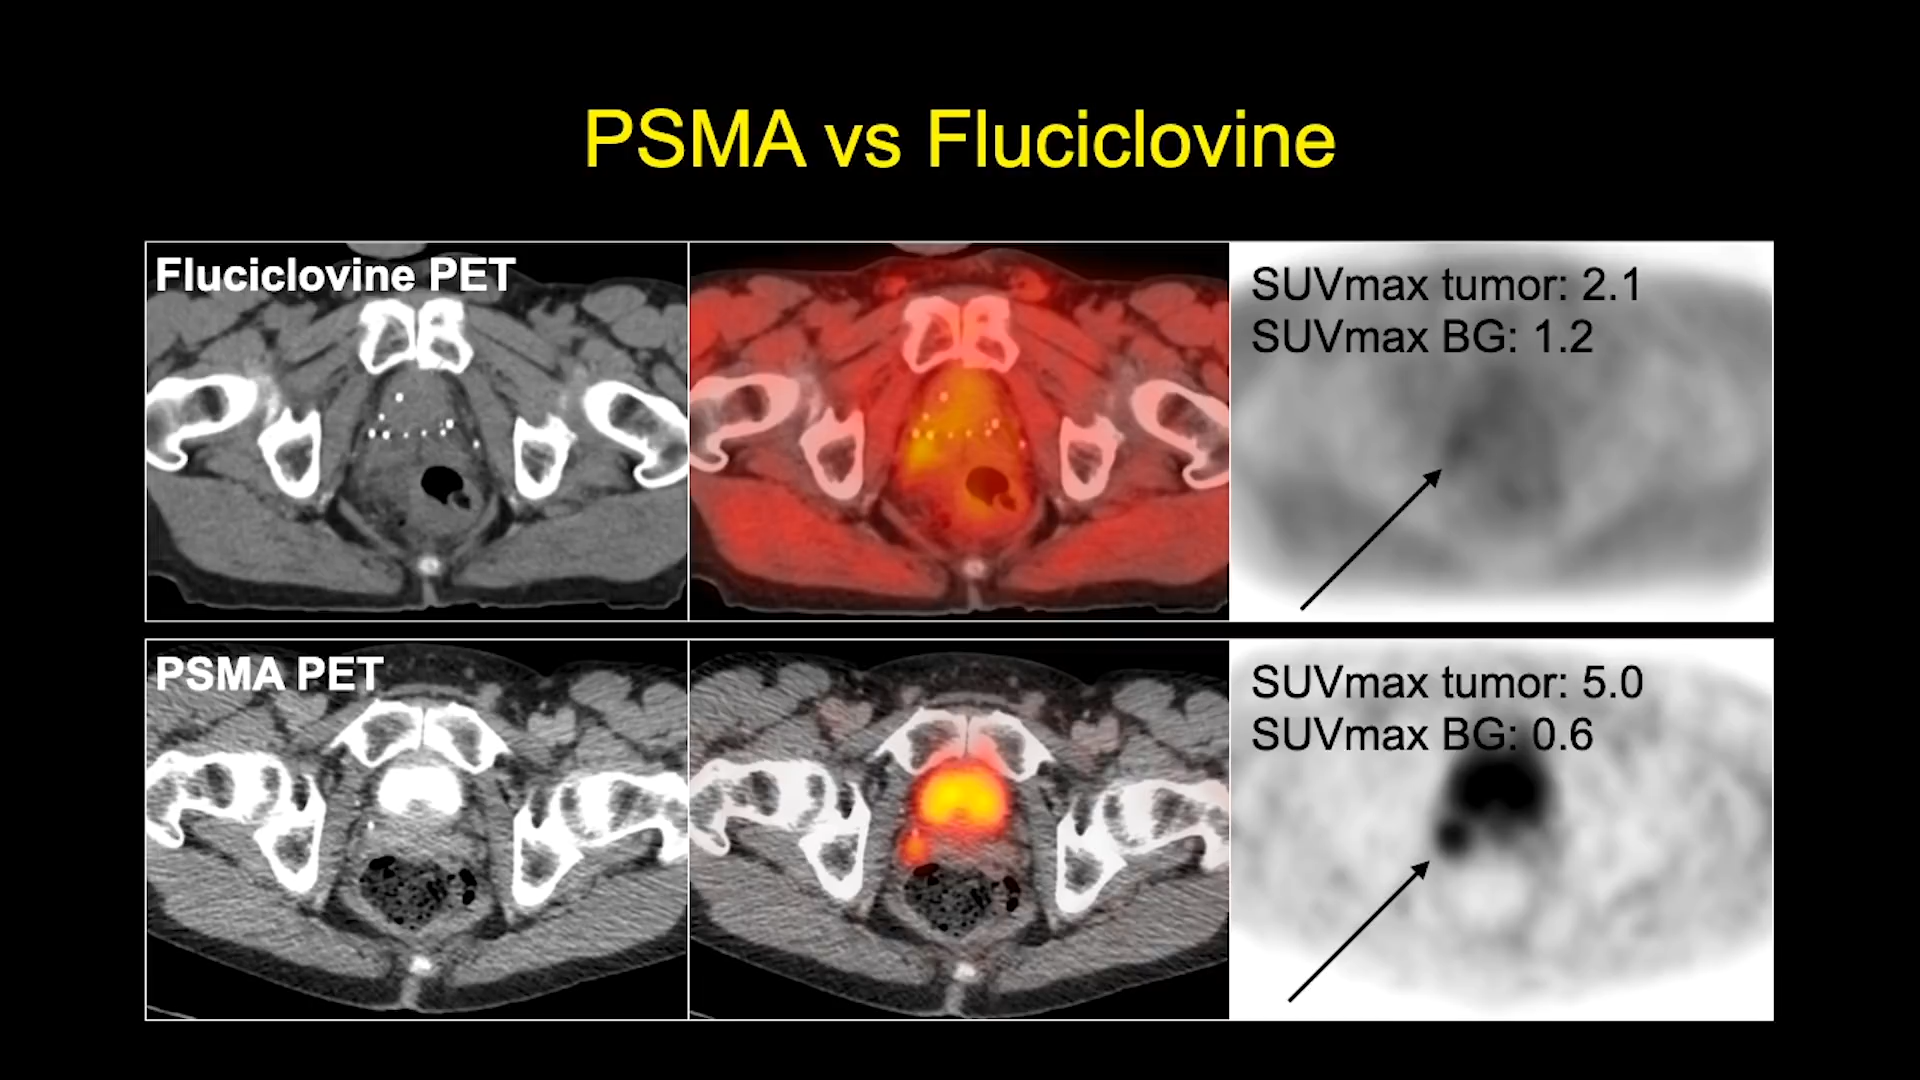 PSMA vs Fluciclovine
Fluciclovine PET
SUVmax tumor: 2.1
SUVmax BG: 1.2
PSMA PET
SUVmax tumor: 5.0
SUVmax BG: 0.6